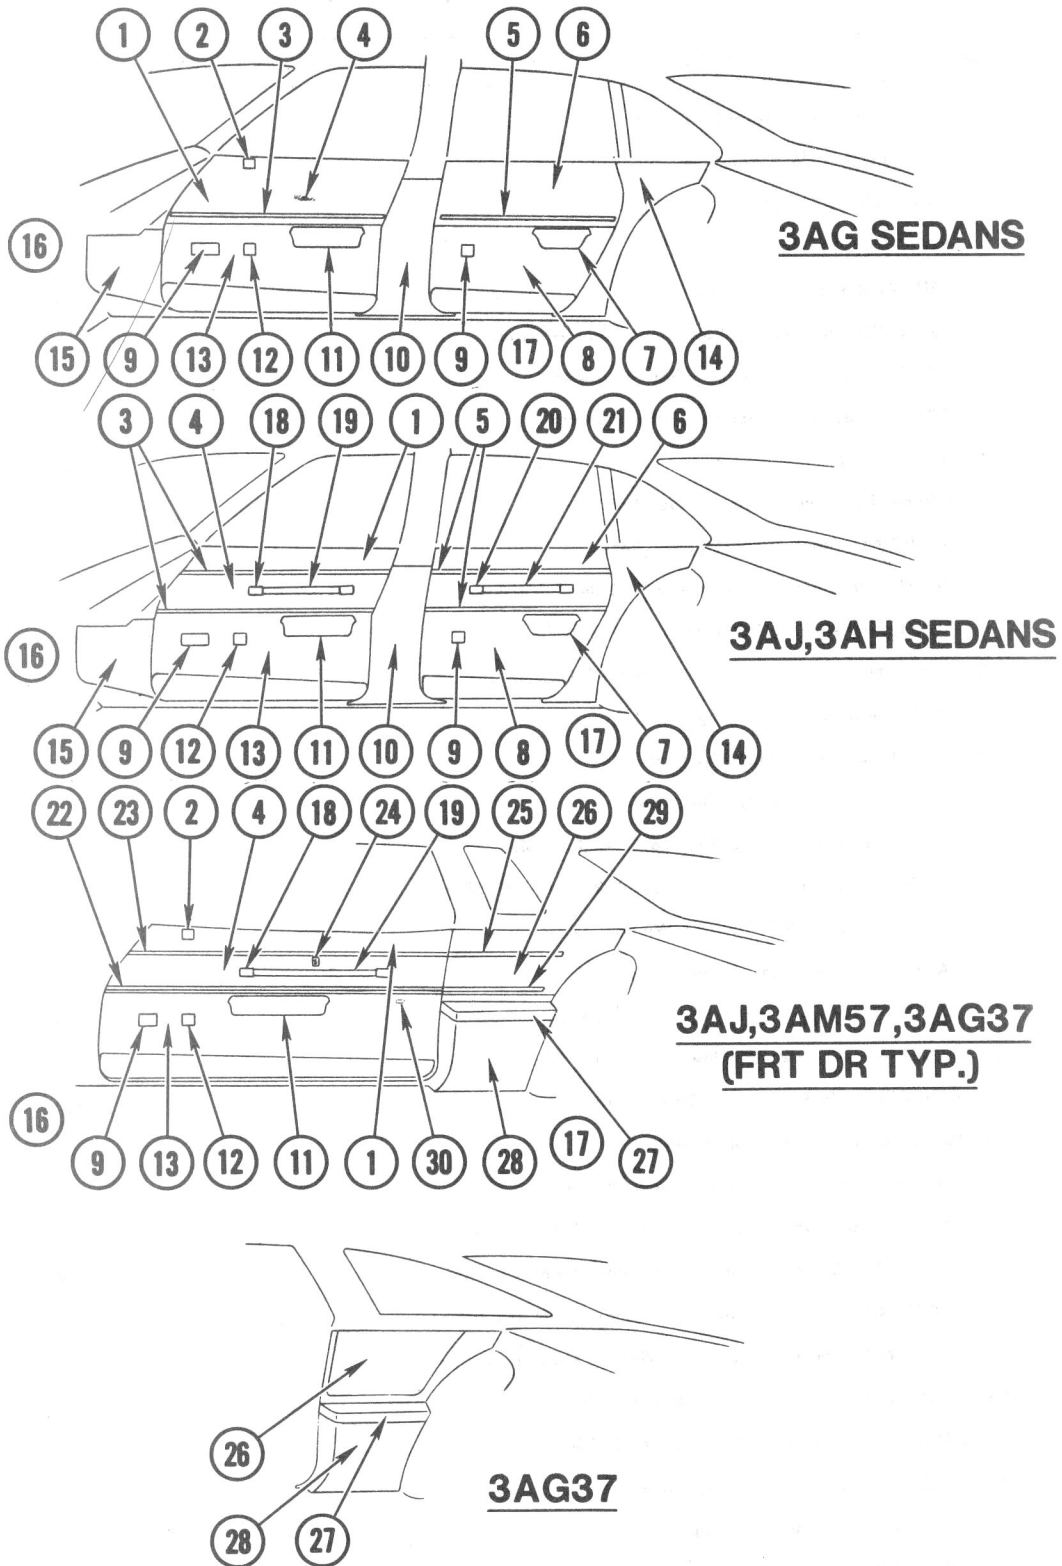 1 2 3 4 5 6
3AG SEDANS
16
15 9 13 12 11 10 9 17 8 7 14
3 4 18 19 1 5 20 21 6
3AJ,3AH SEDANS
16
15 9 12 13 11 10 9 8 17 7 14
22 23 2 4 18 24 19 25 26 29
3AJ,3AM57,3AG37
(FRT DR TYP.)
16
9 13 12 11 1 30 28 17 27
26
3AG37
28 27